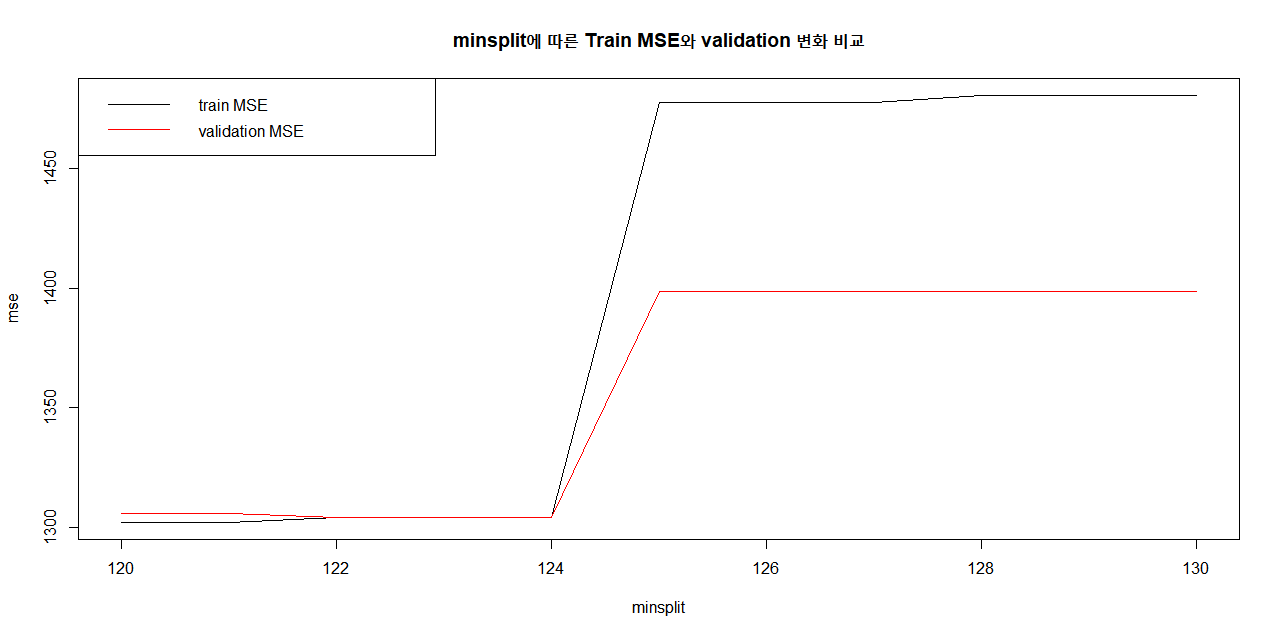 minsplit에 따른 Train MSE와 validation 변화 비교
train MSE
validation MSE
mse
1450
1400
1350
1300
120 122 124 126 128 130
minsplit